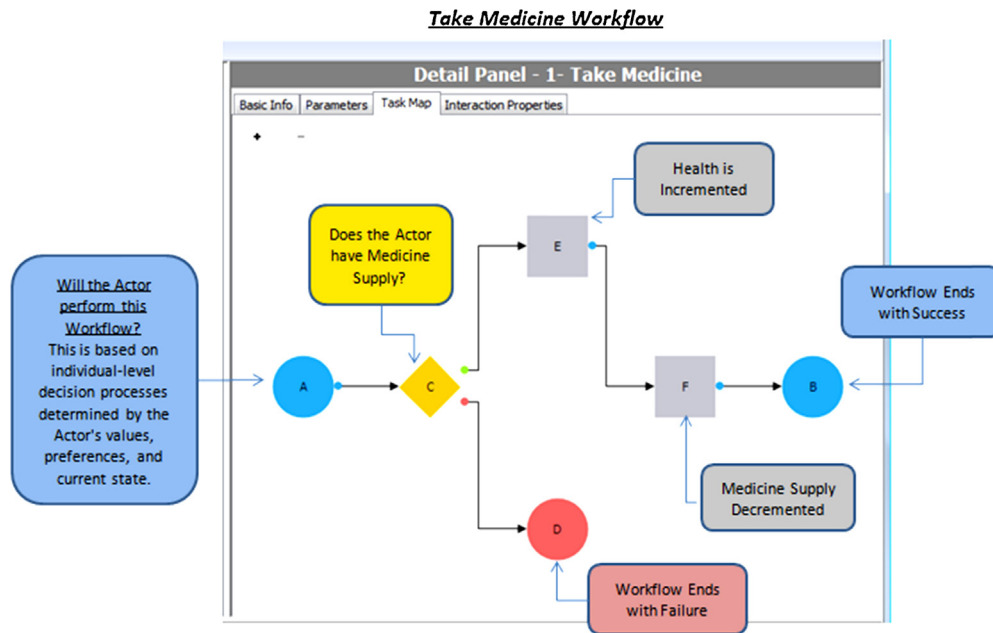 Take Medicine Workflow
Detail Panel - 1- Take Medicine
Basic Info Parameters Task Map Interaction Properties
+ –
Health is
Incremented
Does the Actor
have Medicine
Supply?
E
Will the Actor
perform this
Workflow?
This is based on
individual-level
decision processes
determined by the
Actor's values,
preferences, and
current state.
Workflow Ends
with Success
A C F B
Medicine Supply
Decremented
D
Workflow Ends
with Failure